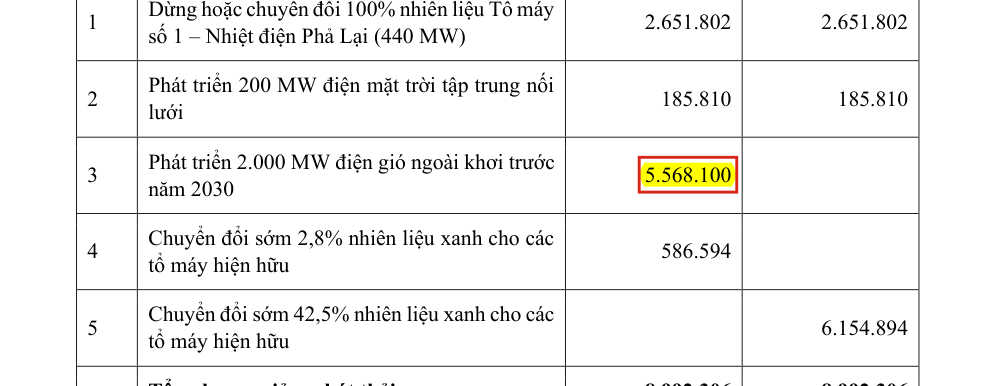 1
Dừng hoặc chuyển đổi 100% nhiên liệu Tổ máy
số 1 – Nhiệt điện Phả Lại (440 MW)
2.651.802
2.651.802
2
Phát triển 200 MW điện mặt trời tập trung nối
lưới
185.810
185.810
3
Phát triển 2.000 MW điện gió ngoài khơi trước
năm 2030
5.568.100
4
Chuyển đổi sớm 2,8% nhiên liệu xanh cho các
tổ máy hiện hữu
586.594
5
Chuyển đổi sớm 42,5% nhiên liệu xanh cho các
tổ máy hiện hữu
6.154.894